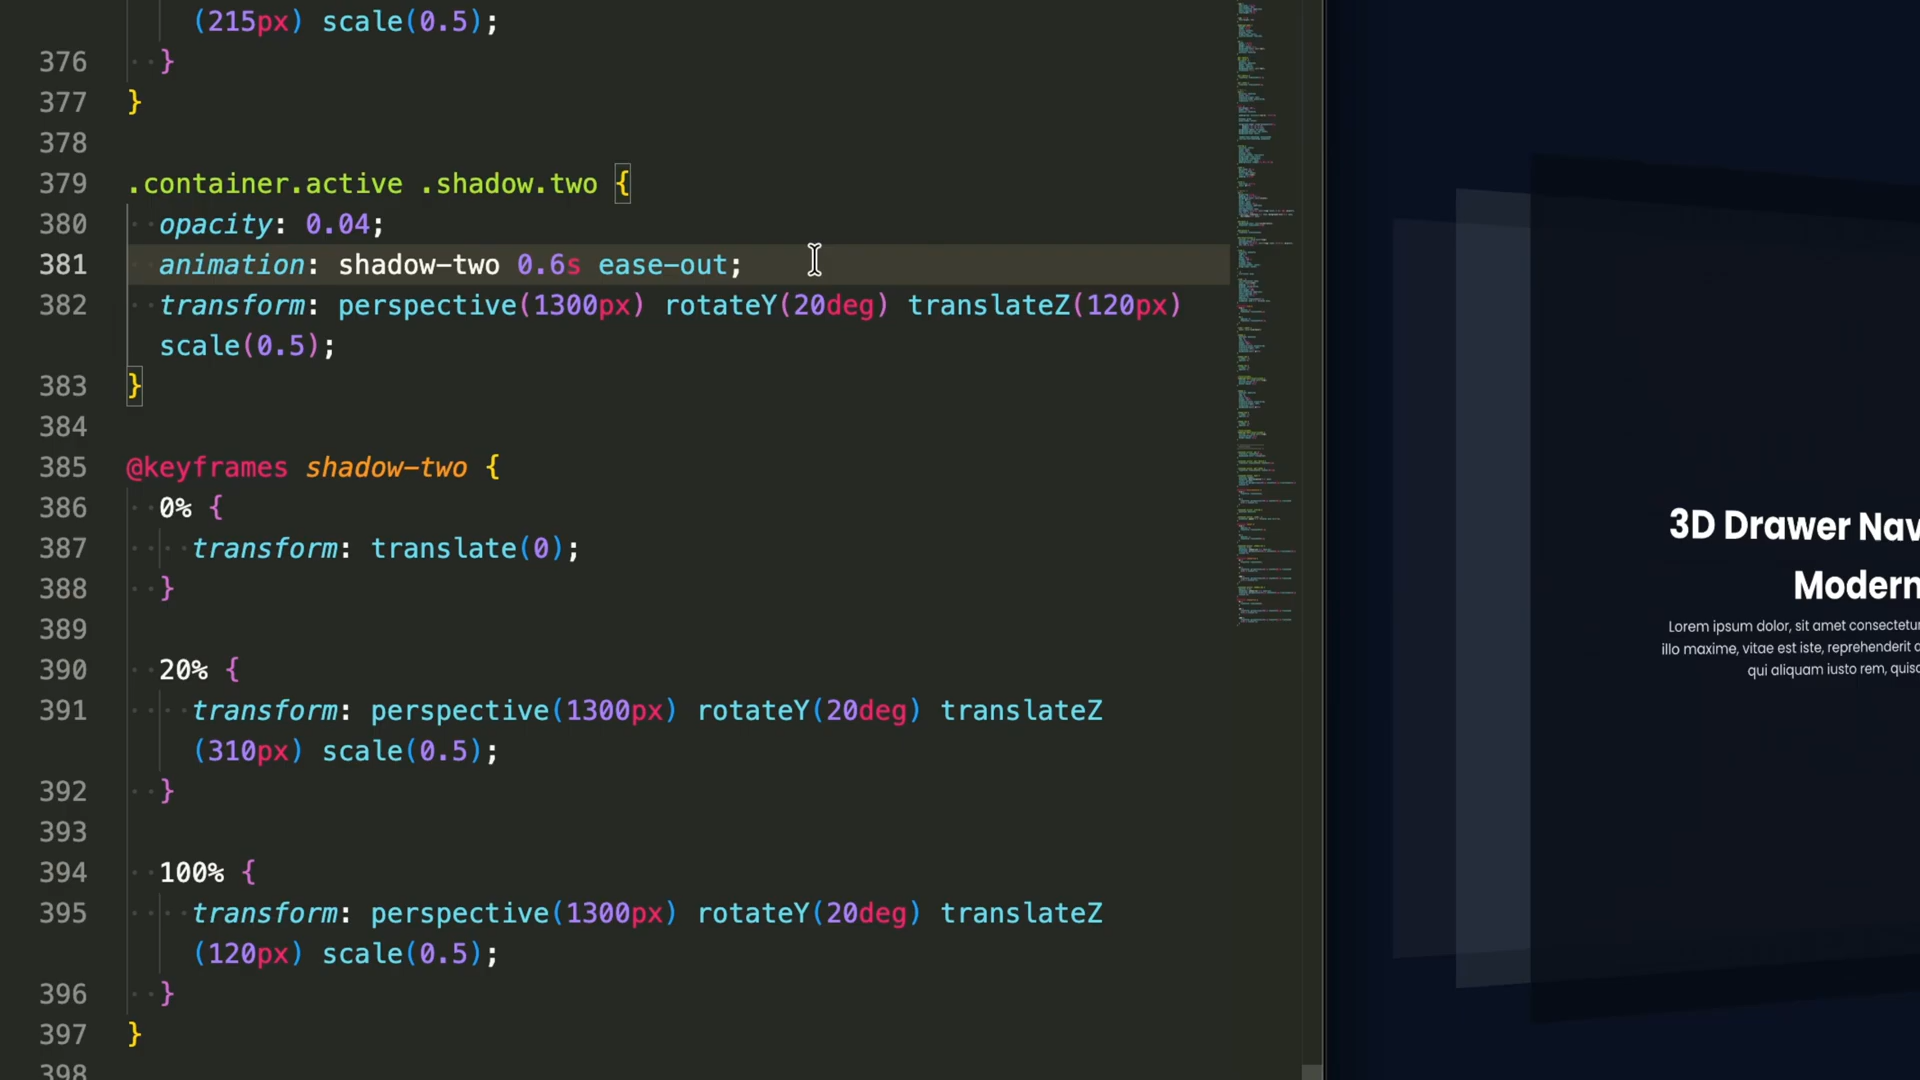 (215px) scale(0.5);
376 }
377 }
378
379 .container.active .shadow.two {
380 opacity: 0.04;
381 animation: shadow-two 0.6s ease-out;
382 transform: perspective(1300px) rotateY(20deg) translateZ(120px)
scale(0.5);
383 }
384
385 @keyframes shadow-two {
386 0% {
387 transform: translate(0);
388 }
389
390 20% {
391 transform: perspective(1300px) rotateY(20deg) translateZ
(310px) scale(0.5);
392 }
393
394 100% {
395 transform: perspective(1300px) rotateY(20deg) translateZ
(120px) scale(0.5);
396 }
397 }
398
3D Drawer Nav
Modern
Lorem ipsum dolor, sit amet consectetur
illo maxime, vitae est iste, reprehenderit
qui aliquam iusto rem, quis